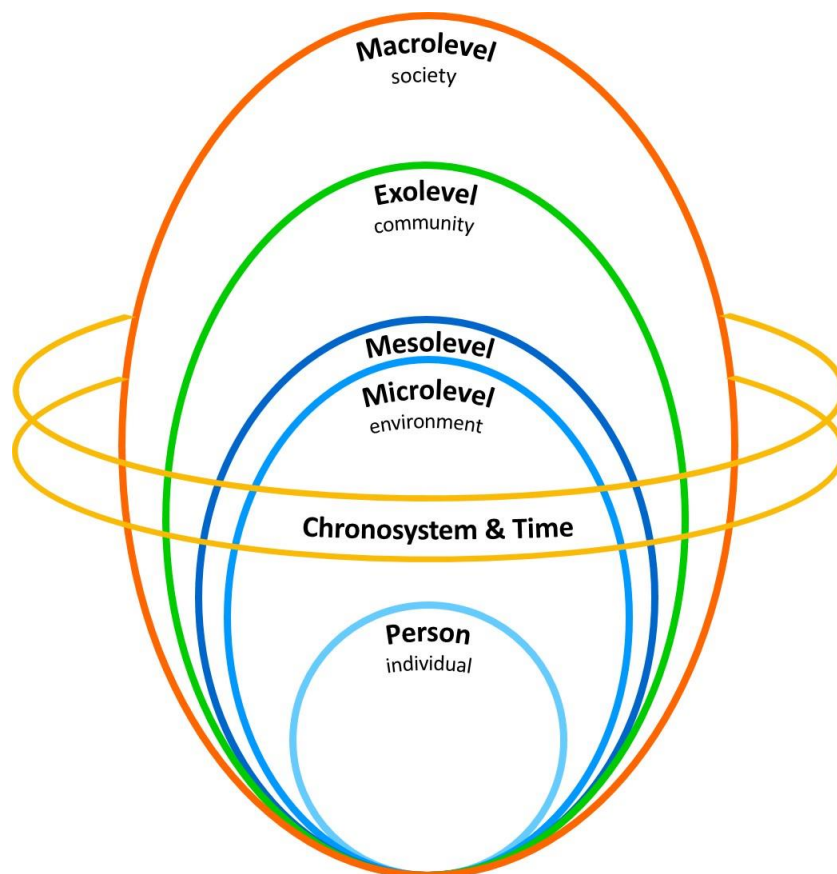 Macrolevel
society
Exolevel
community
Mesolevel
Microlevel
environment
Chronosystem & Time
Person
individual